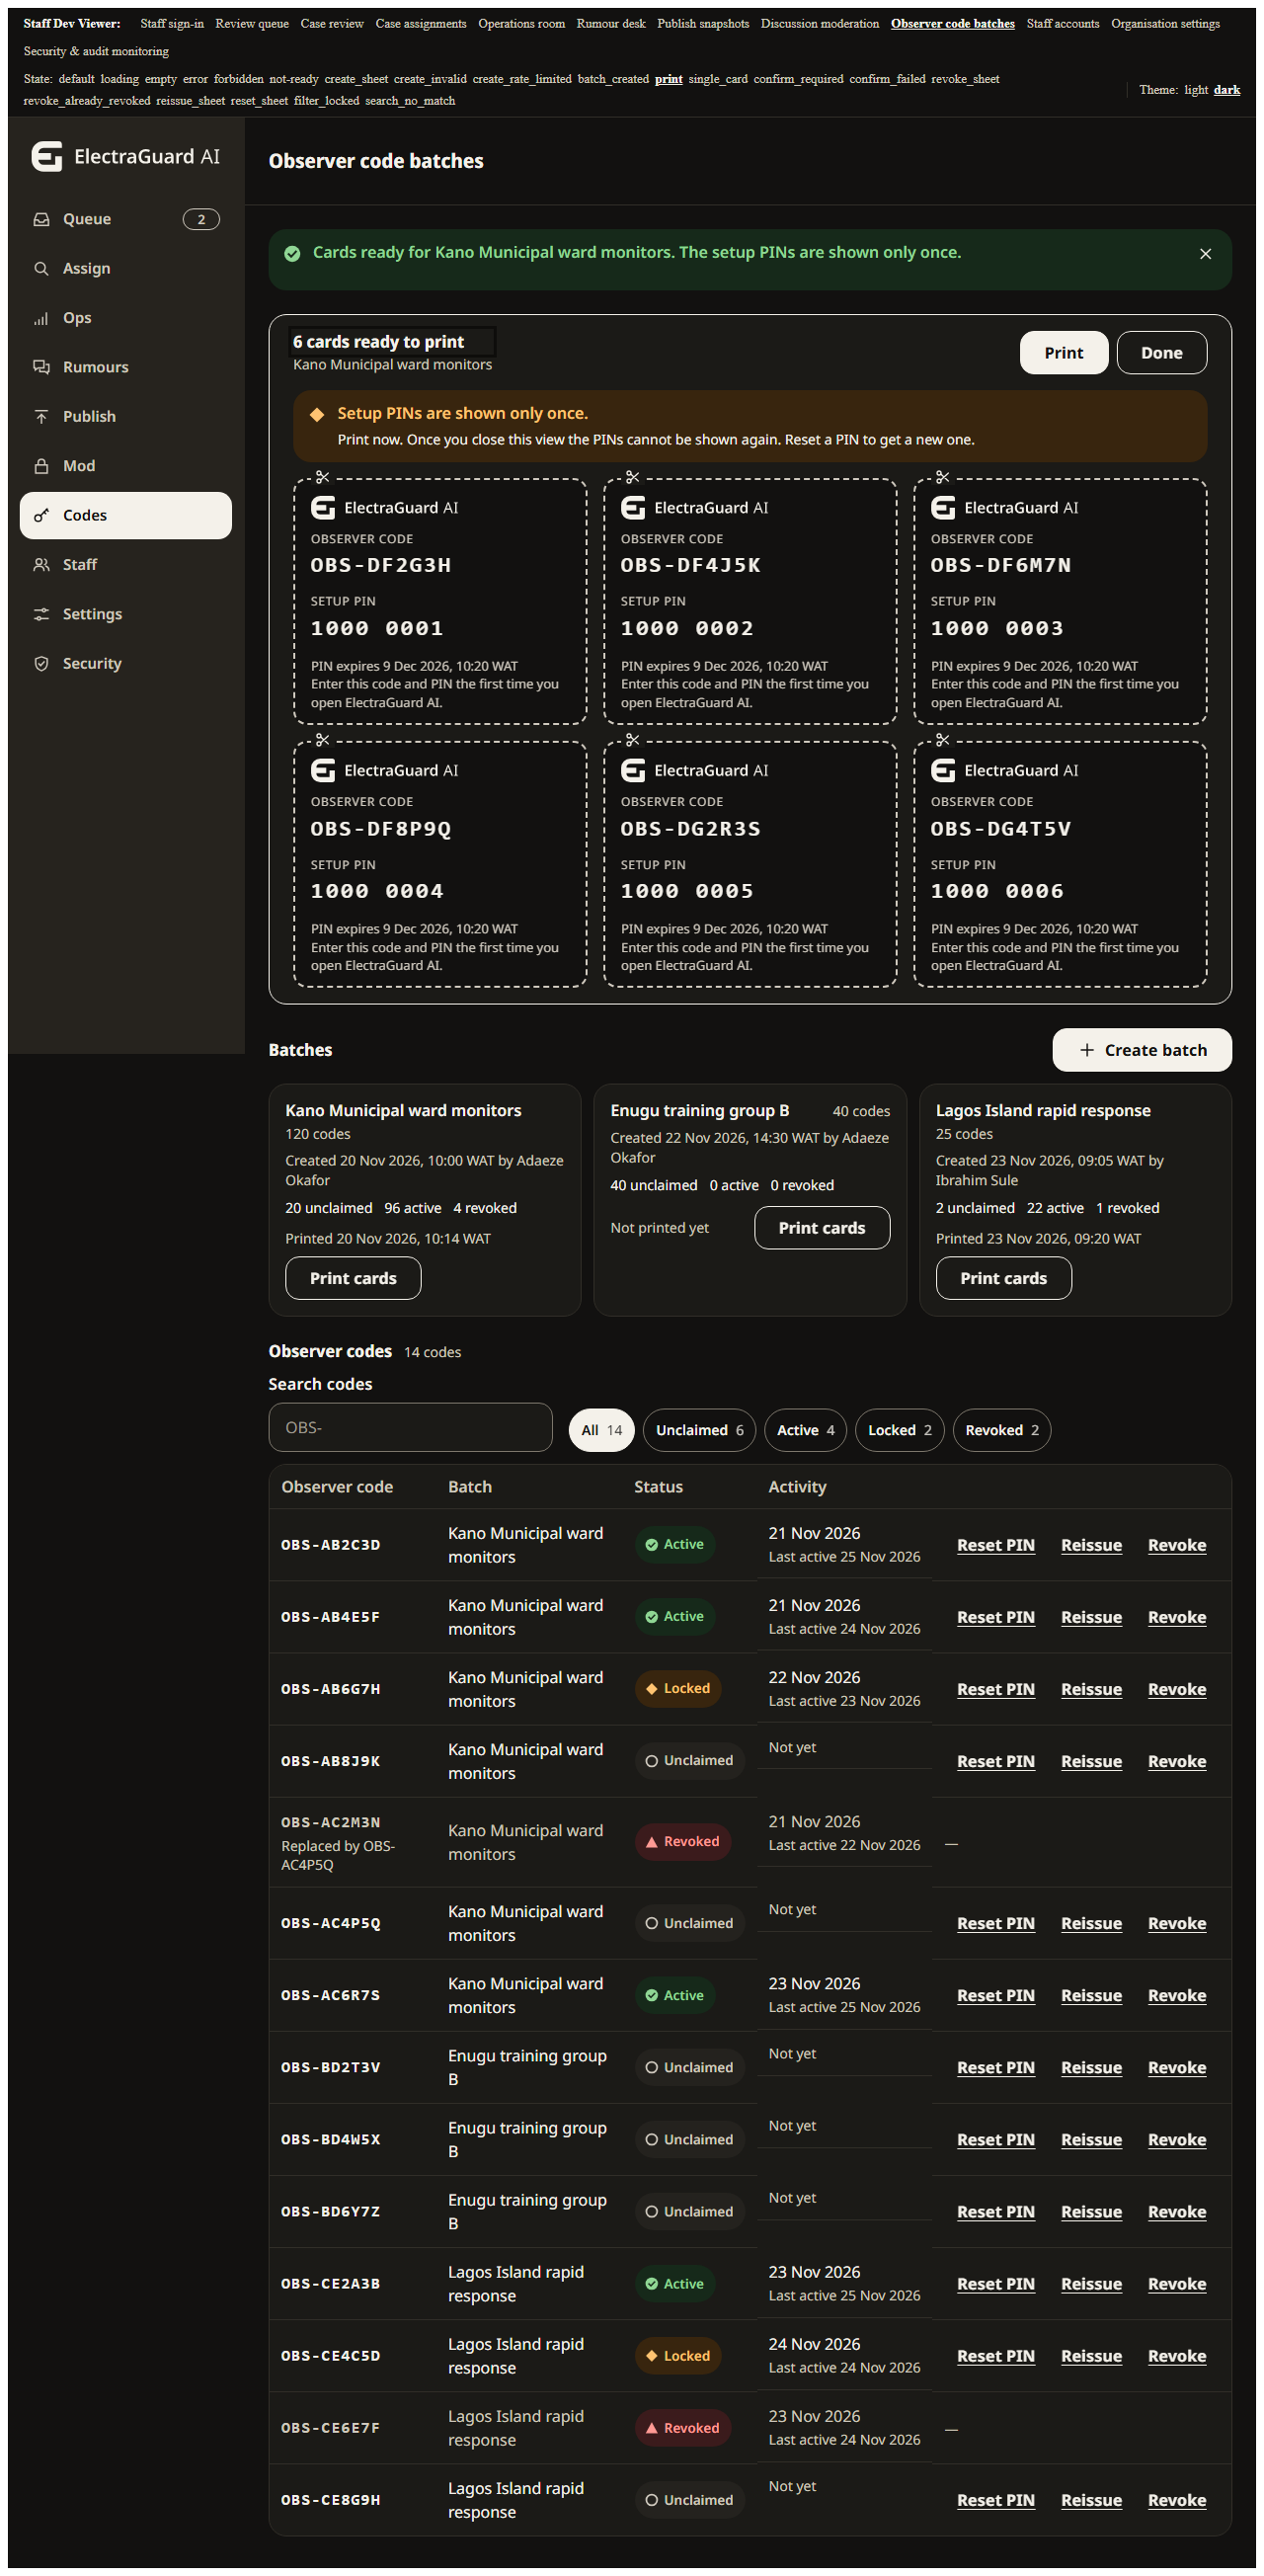 Staff Dev Viewer: Staff sign-in Review queue Case review Case assignments Operations room Rumour desk Publish snapshots Discussion moderation Observer code batches Staff accounts Organisation settings
Security & audit monitoring
State: default loading empty error forbidden not-ready create_sheet create_invalid create_rate_limited batch_created print single_card confirm_required confirm_failed revoke_sheet
revoke_already_revoked reissue_sheet reset_sheet filter_locked search_no_match
Theme: light dark
ElectraGuard AI
Queue 2
Assign
Ops
Rumours
Publish
Mod
Codes
Staff
Settings
Security
Observer code batches
Cards ready for Kano Municipal ward monitors. The setup PINs are shown only once.
6 cards ready to print
Kano Municipal ward monitors
Print Done
Setup PINs are shown only once.
Print now. Once you close this view the PINs cannot be shown again. Reset a PIN to get a new one.
ElectraGuard AI
OBSERVER CODE
OBS-DF2G3H
SETUP PIN
1000 0001
PIN expires 9 Dec 2026, 10:20 WAT
Enter this code and PIN the first time you
open ElectraGuard AI.
ElectraGuard AI
OBSERVER CODE
OBS-DF4J5K
SETUP PIN
1000 0002
PIN expires 9 Dec 2026, 10:20 WAT
Enter this code and PIN the first time you
open ElectraGuard AI.
ElectraGuard AI
OBSERVER CODE
OBS-DF6M7N
SETUP PIN
1000 0003
PIN expires 9 Dec 2026, 10:20 WAT
Enter this code and PIN the first time you
open ElectraGuard AI.
ElectraGuard AI
OBSERVER CODE
OBS-DF8P9Q
SETUP PIN
1000 0004
PIN expires 9 Dec 2026, 10:20 WAT
Enter this code and PIN the first time you
open ElectraGuard AI.
ElectraGuard AI
OBSERVER CODE
OBS-DG2R3S
SETUP PIN
1000 0005
PIN expires 9 Dec 2026, 10:20 WAT
Enter this code and PIN the first time you
open ElectraGuard AI.
ElectraGuard AI
OBSERVER CODE
OBS-DG4T5V
SETUP PIN
1000 0006
PIN expires 9 Dec 2026, 10:20 WAT
Enter this code and PIN the first time you
open ElectraGuard AI.
Batches
Create batch
Kano Municipal ward monitors
120 codes
Created 20 Nov 2026, 10:00 WAT by Adaeze
Okafor
20 unclaimed 96 active 4 revoked
Printed 20 Nov 2026, 10:14 WAT
Print cards
Enugu training group B 40 codes
Created 22 Nov 2026, 14:30 WAT by Adaeze
Okafor
40 unclaimed 0 active 0 revoked
Not printed yet Print cards
Lagos Island rapid response
25 codes
Created 23 Nov 2026, 09:05 WAT by
Ibrahim Sule
2 unclaimed 22 active 1 revoked
Printed 23 Nov 2026, 09:20 WAT
Print cards
Observer codes 14 codes
Search codes
OBS-
All 14 Unclaimed 6 Active 4 Locked 2 Revoked 2
Observer code Batch Status Activity
OBS-AB2C3D Kano Municipal ward monitors Active 21 Nov 2026 Last active 25 Nov 2026 Reset PIN Reissue Revoke
OBS-AB4E5F Kano Municipal ward monitors Active 21 Nov 2026 Last active 24 Nov 2026 Reset PIN Reissue Revoke
OBS-AB6G7H Kano Municipal ward monitors Locked 22 Nov 2026 Last active 23 Nov 2026 Reset PIN Reissue Revoke
OBS-AB8J9K Kano Municipal ward monitors Unclaimed Not yet Reset PIN Reissue Revoke
OBS-AC2M3N Replaced by OBS-AC4P5Q Kano Municipal ward monitors Revoked 21 Nov 2026 Last active 22 Nov 2026 —
OBS-AC4P5Q Kano Municipal ward monitors Unclaimed Not yet Reset PIN Reissue Revoke
OBS-AC6R7S Kano Municipal ward monitors Active 23 Nov 2026 Last active 25 Nov 2026 Reset PIN Reissue Revoke
OBS-BD2T3V Enugu training group B Unclaimed Not yet Reset PIN Reissue Revoke
OBS-BD4W5X Enugu training group B Unclaimed Not yet Reset PIN Reissue Revoke
OBS-BD6Y7Z Enugu training group B Unclaimed Not yet Reset PIN Reissue Revoke
OBS-CE2A3B Lagos Island rapid response Active 23 Nov 2026 Last active 25 Nov 2026 Reset PIN Reissue Revoke
OBS-CE4C5D Lagos Island rapid response Locked 24 Nov 2026 Last active 24 Nov 2026 Reset PIN Reissue Revoke
OBS-CE6E7F Lagos Island rapid response Revoked 23 Nov 2026 Last active 24 Nov 2026 —
OBS-CE8G9H Lagos Island rapid response Unclaimed Not yet Reset PIN Reissue Revoke